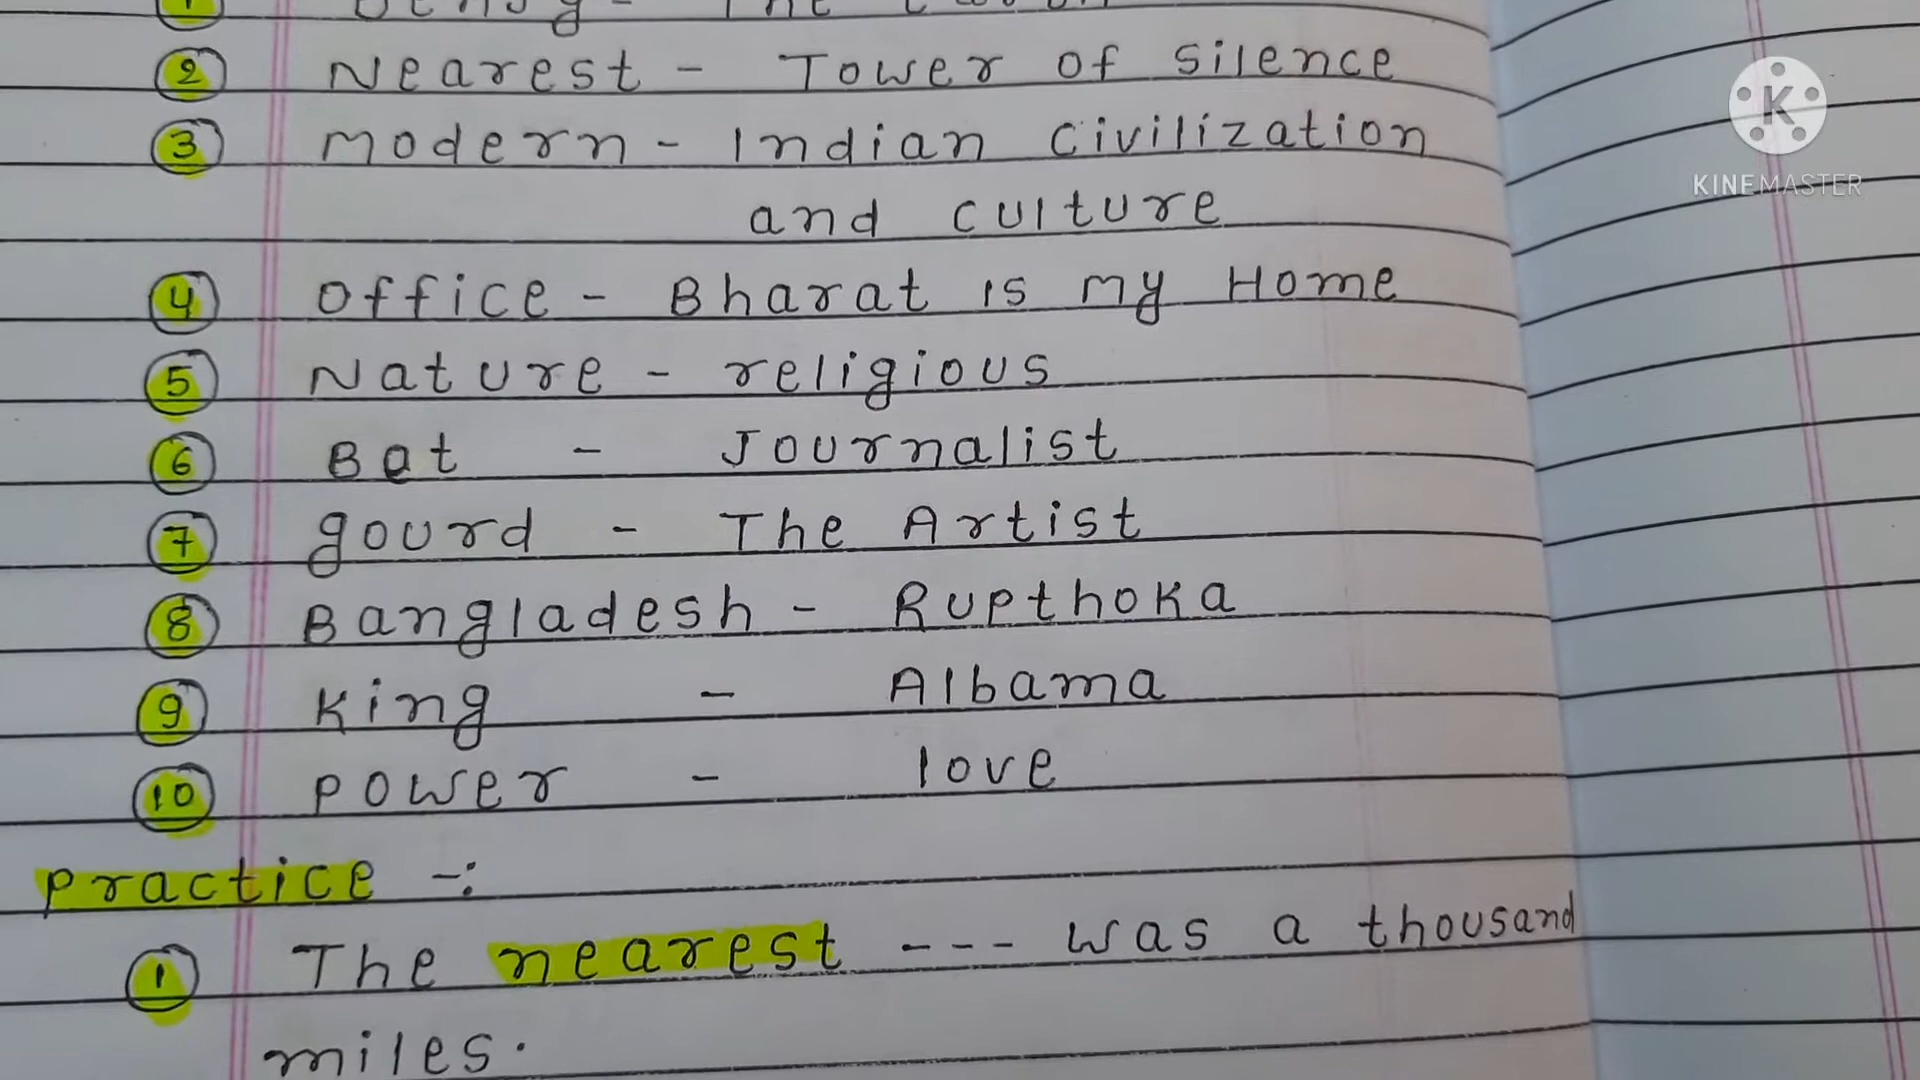 1
2 Nearest - Tower of silence
3 Modern - Indian civilization
and culture
4 office - Bharat is my Home
5 Nature - religious
6 Bat - Journalist
7 gourd - The Artist
8 Bangladesh - Rupthoka
9 King - Albama
10 Power - love
Practice -:
1 The nearest --- was a thousand
miles.
K
KINEMASTER